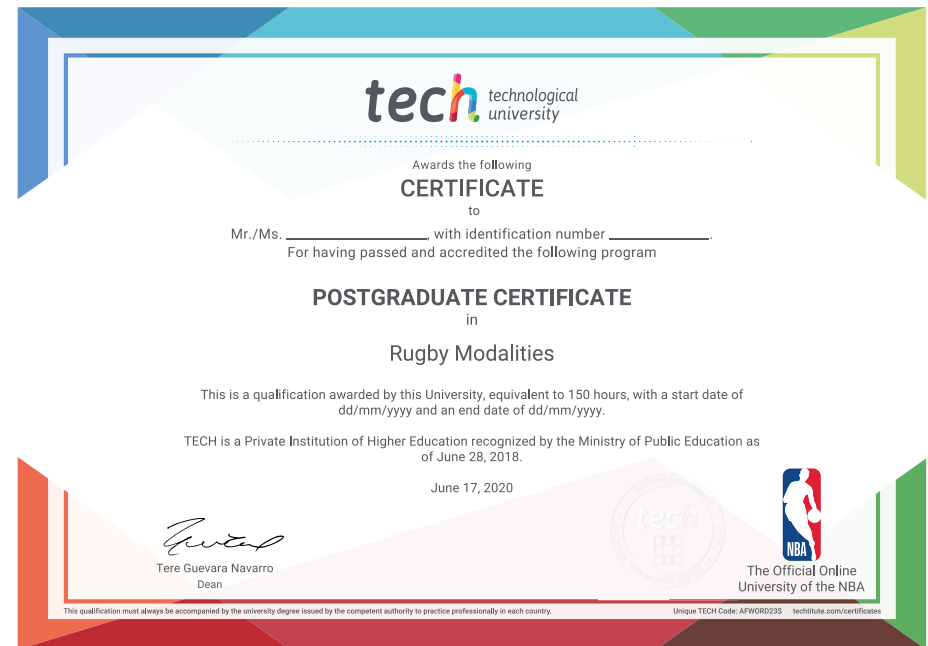 tech technological
university
Awards the following
CERTIFICATE
to
Mr./Ms. ____________________, with identification number ______________.
For having passed and accredited the following program
POSTGRADUATE CERTIFICATE
in
Rugby Modalities
This is a qualification awarded by this University, equivalent to 150 hours, with a start date of
dd/mm/yyyy and an end date of dd/mm/yyyy.
TECH is a Private Institution of Higher Education recognized by the Ministry of Public Education as
of June 28, 2018.
June 17, 2020
tech
NBA
Tere Guevara Navarro
Dean
The Official Online
University of the NBA
This qualification must always be accompanied by the university degree issued by the competent authority to practice professionally in each country.
Unique TECH Code: AFWORD23S techtitute.com/certificates